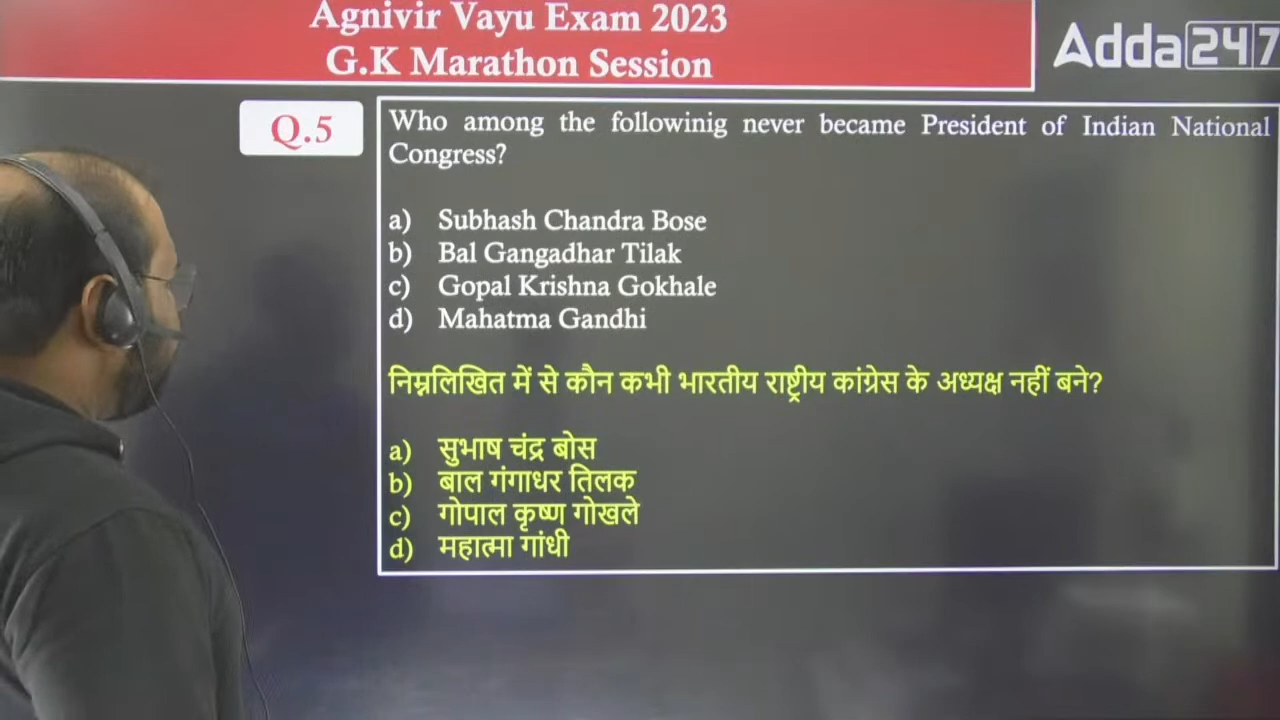 Agnivir Vayu Exam 2023
G.K Marathon Session
Adda247
Q.5
Who among the followinig never became President of Indian National
Congress?
a) Subhash Chandra Bose
b) Bal Gangadhar Tilak
c) Gopal Krishna Gokhale
d) Mahatma Gandhi
निम्नलिखित में से कौन कभी भारतीय राष्ट्रीय कांग्रेस के अध्यक्ष नहीं बने?
a) सुभाष चंद्र बोस
b) बाल गंगाधर तिलक
c) गोपाल कृष्ण गोखले
d) महात्मा गांधी